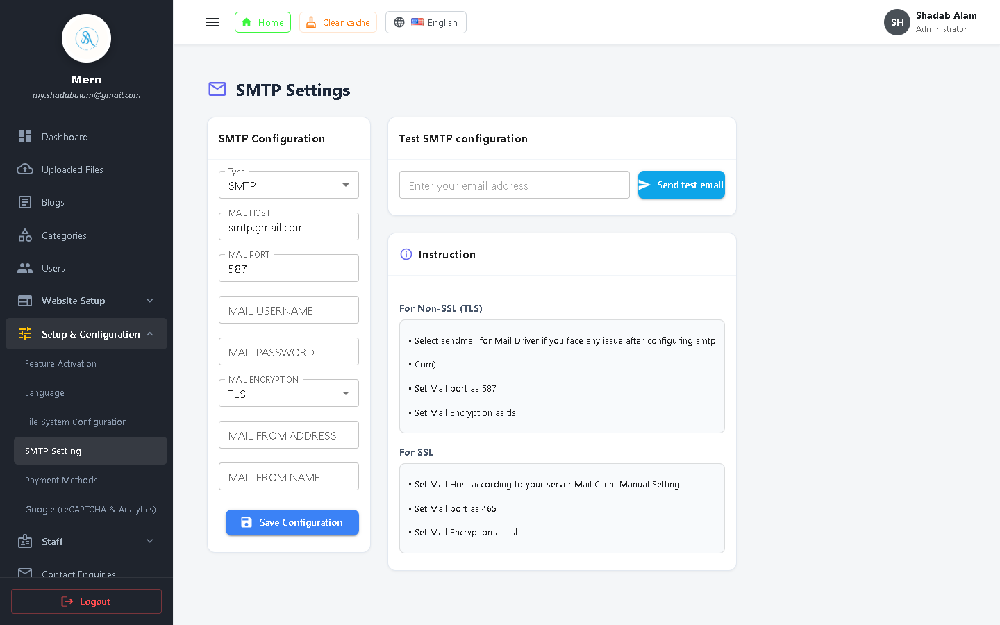 Mern
my.shadabalam@gmail.com
Dashboard
Uploaded Files
Blogs
Categories
Users
Website Setup
Setup & Configuration
Feature Activation
Language
File System Configuration
SMTP Setting
Payment Methods
Google (reCAPTCHA & Analytics)
Staff
Contact Enquiries
Logout
Home
Clear cache
English
SH
Shadab Alam
Administrator
SMTP Settings
SMTP Configuration
Type
SMTP
MAIL HOST
smtp.gmail.com
MAIL PORT
587
MAIL USERNAME
MAIL PASSWORD
MAIL ENCRYPTION
TLS
MAIL FROM ADDRESS
MAIL FROM NAME
Save Configuration
Test SMTP configuration
Enter your email address
Send test email
Instruction
For Non-SSL (TLS)
• Select sendmail for Mail Driver if you face any issue after configuring smtp
• Com)
• Set Mail port as 587
• Set Mail Encryption as tls
For SSL
• Set Mail Host according to your server Mail Client Manual Settings
• Set Mail port as 465
• Set Mail Encryption as ssl